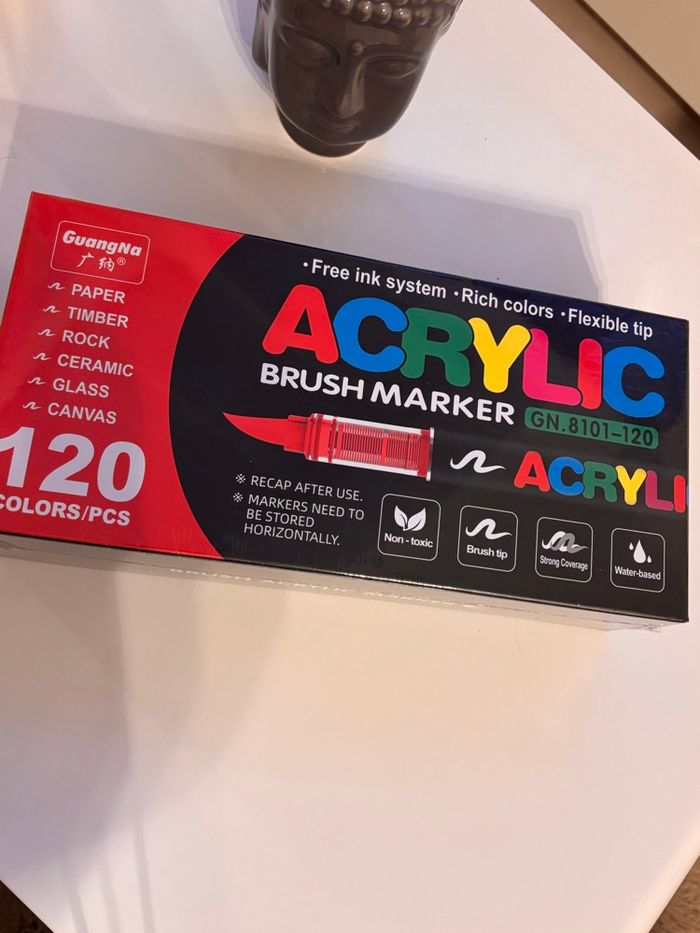 GuangNa
广纳®
PAPER
TIMBER
ROCK
CERAMIC
GLASS
CANVAS
120
COLORS/PCS
·Free ink system ·Rich colors ·Flexible tip
ACRYLIC
BRUSH MARKER
GN.8101-120
ACRYLI
※ RECAP AFTER USE.
※ MARKERS NEED TO
BE STORED
HORIZONTALLY.
Non-toxic
Brush tip
Strong Coverage
Water-based